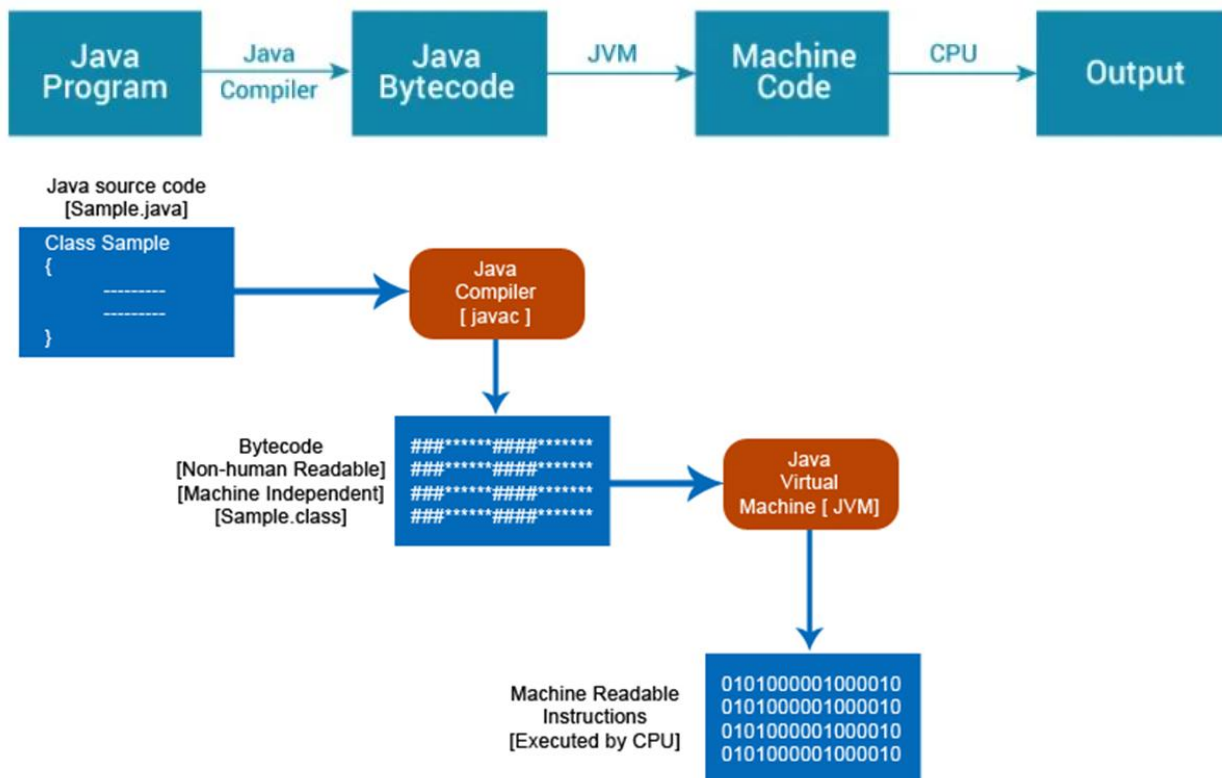 Java
Program
Java
Compiler
Java
Bytecode
JVM
Machine
Code
CPU
Output
Java source code
[Sample.java]
Class Sample
{
---------
---------
}
Java
Compiler
[ javac ]
Bytecode
[Non-human Readable]
[Machine Independent]
[Sample.class]
###******####*******
###******####*******
###******####*******
###******####*******
Java
Virtual
Machine [ JVM]
Machine Readable
Instructions
[Executed by CPU]
0101000001000010
0101000001000010
0101000001000010
0101000001000010